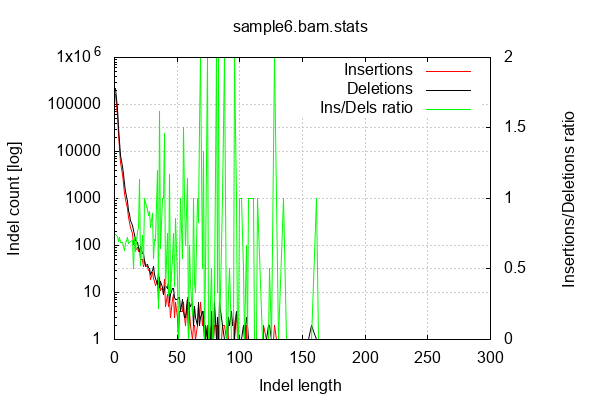 sample6.bam.stats
Indel count [log]
1x10^6
100000
10000
1000
100
10
1
Insertions
Deletions
Ins/Dels ratio
2
1.5
1
0.5
0
Insertions/Deletions ratio
0 50 100 150 200 250 300
Indel length